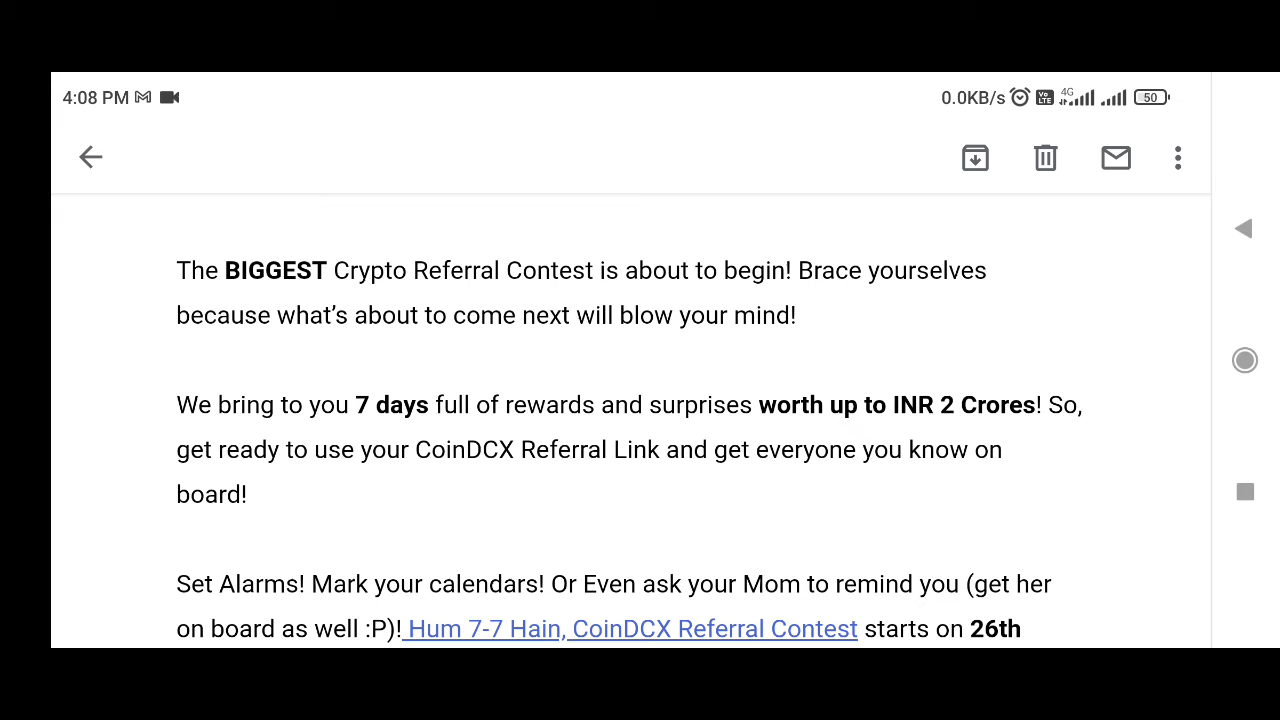 4:08 PM
0.0KB/s Vo LTE 4G 50
The BIGGEST Crypto Referral Contest is about to begin! Brace yourselves
because what’s about to come next will blow your mind!
We bring to you 7 days full of rewards and surprises worth up to INR 2 Crores! So,
get ready to use your CoinDCX Referral Link and get everyone you know on
board!
Set Alarms! Mark your calendars! Or Even ask your Mom to remind you (get her
on board as well :P)! Hum 7-7 Hain, CoinDCX Referral Contest starts on 26th